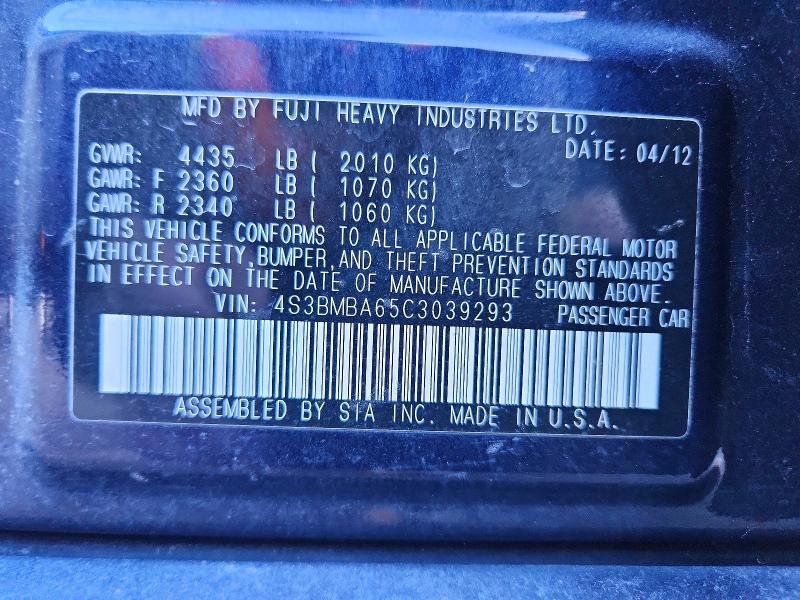 MFD BY FUJI HEAVY INDUSTRIES LTD.
DATE: 04/12
GVWR: 4435 LB ( 2010 KG)
GAWR: F 2360 LB ( 1070 KG)
GAWR: R 2340 LB ( 1060 KG)
THIS VEHICLE CONFORMS TO ALL APPLICABLE FEDERAL MOTOR
VEHICLE SAFETY, BUMPER, AND THEFT PREVENTION STANDARDS
IN EFFECT ON THE DATE OF MANUFACTURE SHOWN ABOVE.
VIN: 4S3BMBA65C3039293 PASSENGER CAR
ASSEMBLED BY SIA INC. MADE IN U.S.A.